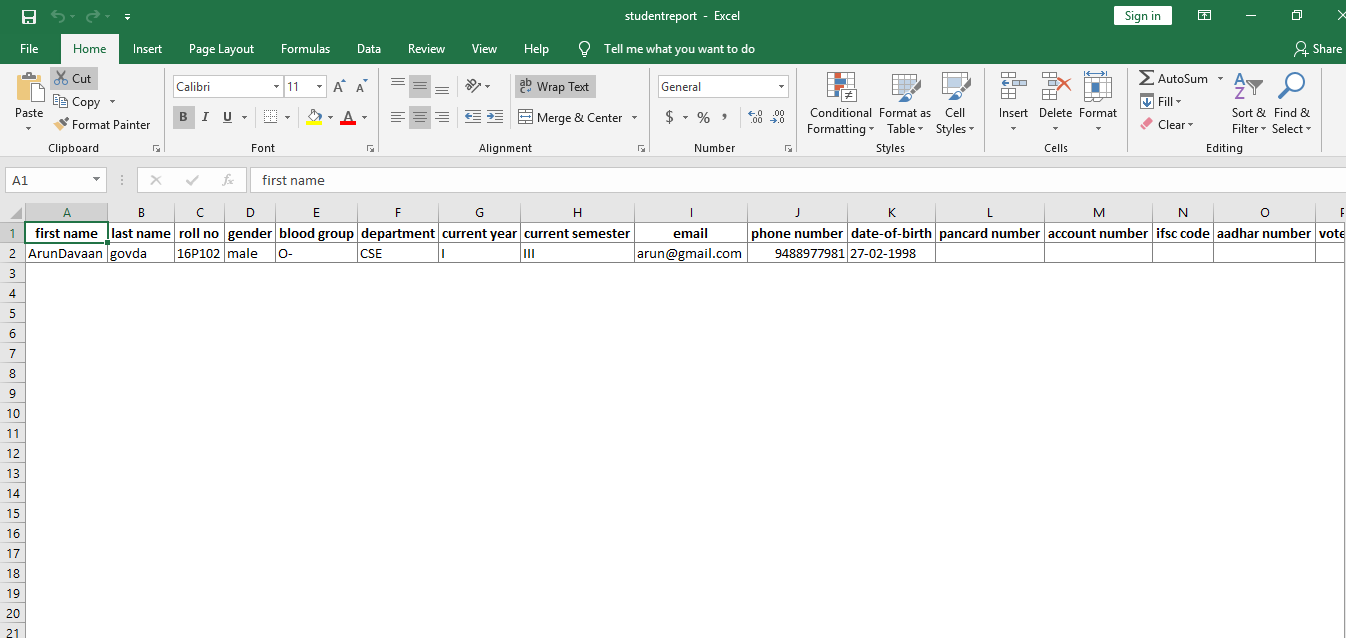 studentreport - Excel
Sign in
File Home Insert Page Layout Formulas Data Review View Help Tell me what you want to do Share
Paste Cut Copy Format Painter
Calibri 11 A A
B I U A
Wrap Text
Merge & Center
General
$ % , .00 .0 .00
Conditional Formatting Format as Table Cell Styles
Insert Delete Format
AutoSum Fill Clear
Sort & Filter Find & Select
Clipboard Font Alignment Number Styles Cells Editing
A1 fx first name
A B C D E F G H I J K L M N O
1 first name last name roll no gender blood group department current year current semester email phone number date-of-birth pancard number account number ifsc code aadhar number vote
2 ArunDavaan govda 16P102 male O- CSE I III arun@gmail.com 9488977981 27-02-1998
3
4
5
6
7
8
9
10
11
12
13
14
15
16
17
18
19
20
21